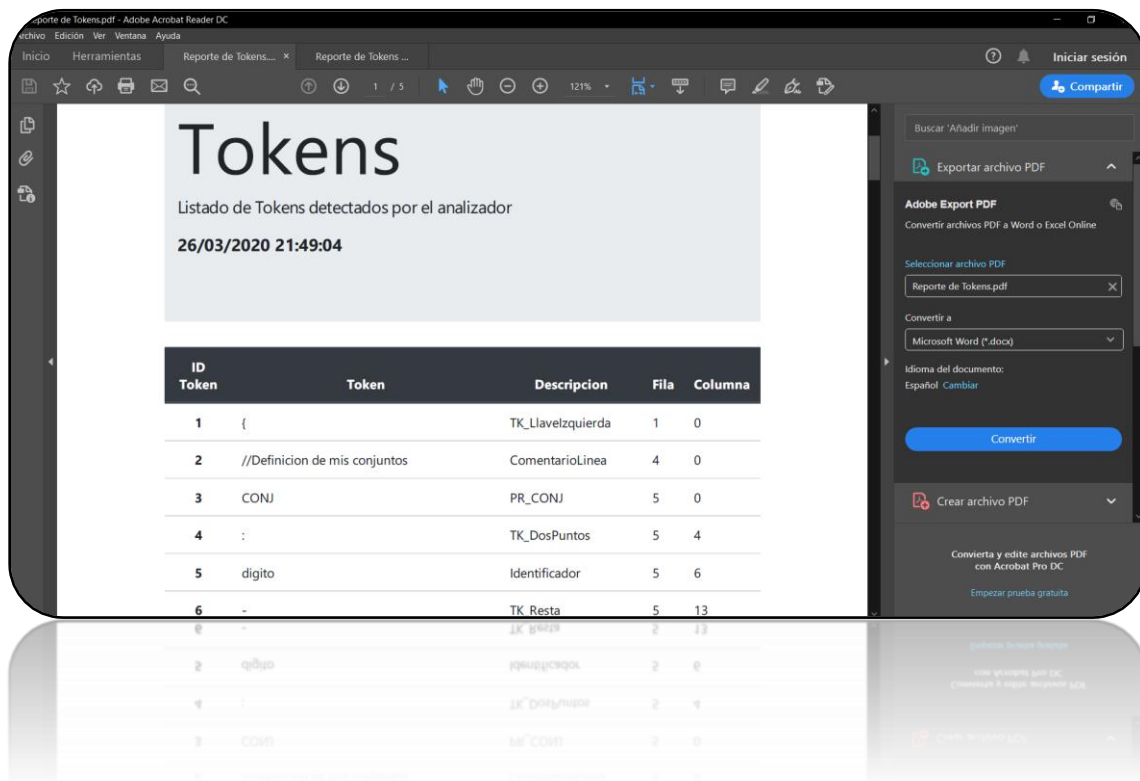 Reporte de Tokens.pdf - Adobe Acrobat Reader DC
Archivo Edición Ver Ventana Ayuda
Inicio Herramientas Reporte de Tokens.... × Reporte de Tokens ... Iniciar sesión
1 / 5 121% Compartir
Tokens
Listado de Tokens detectados por el analizador
26/03/2020 21:49:04
ID Token Token Descripcion Fila Columna
1 { TK_LlaveIzquierda 1 0
2 //Definicion de mis conjuntos ComentarioLinea 4 0
3 CONJ PR_CONJ 5 0
4 : TK_DosPuntos 5 4
5 digito Identificador 5 6
6 - TK_Resta 5 13
Buscar 'Añadir imagen'
Exportar archivo PDF
Adobe Export PDF
Convertir archivos PDF a Word o Excel Online
Seleccionar archivo PDF
Reporte de Tokens.pdf
Convertir a
Microsoft Word (*.docx)
Idioma del documento:
Español Cambiar
Convertir
Crear archivo PDF
Convierta y edite archivos PDF
con Acrobat Pro DC
Empezar prueba gratuita